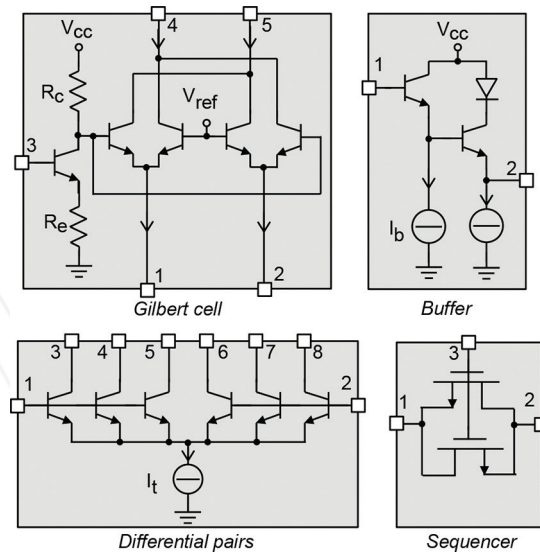 4 5
Vcc
Rc
Vref
3
Re
1 2
Gilbert cell
Vcc
1
2
Ib
Buffer
3 4 5 6 7 8
1 2
It
Differential pairs
3
1 2
Sequencer